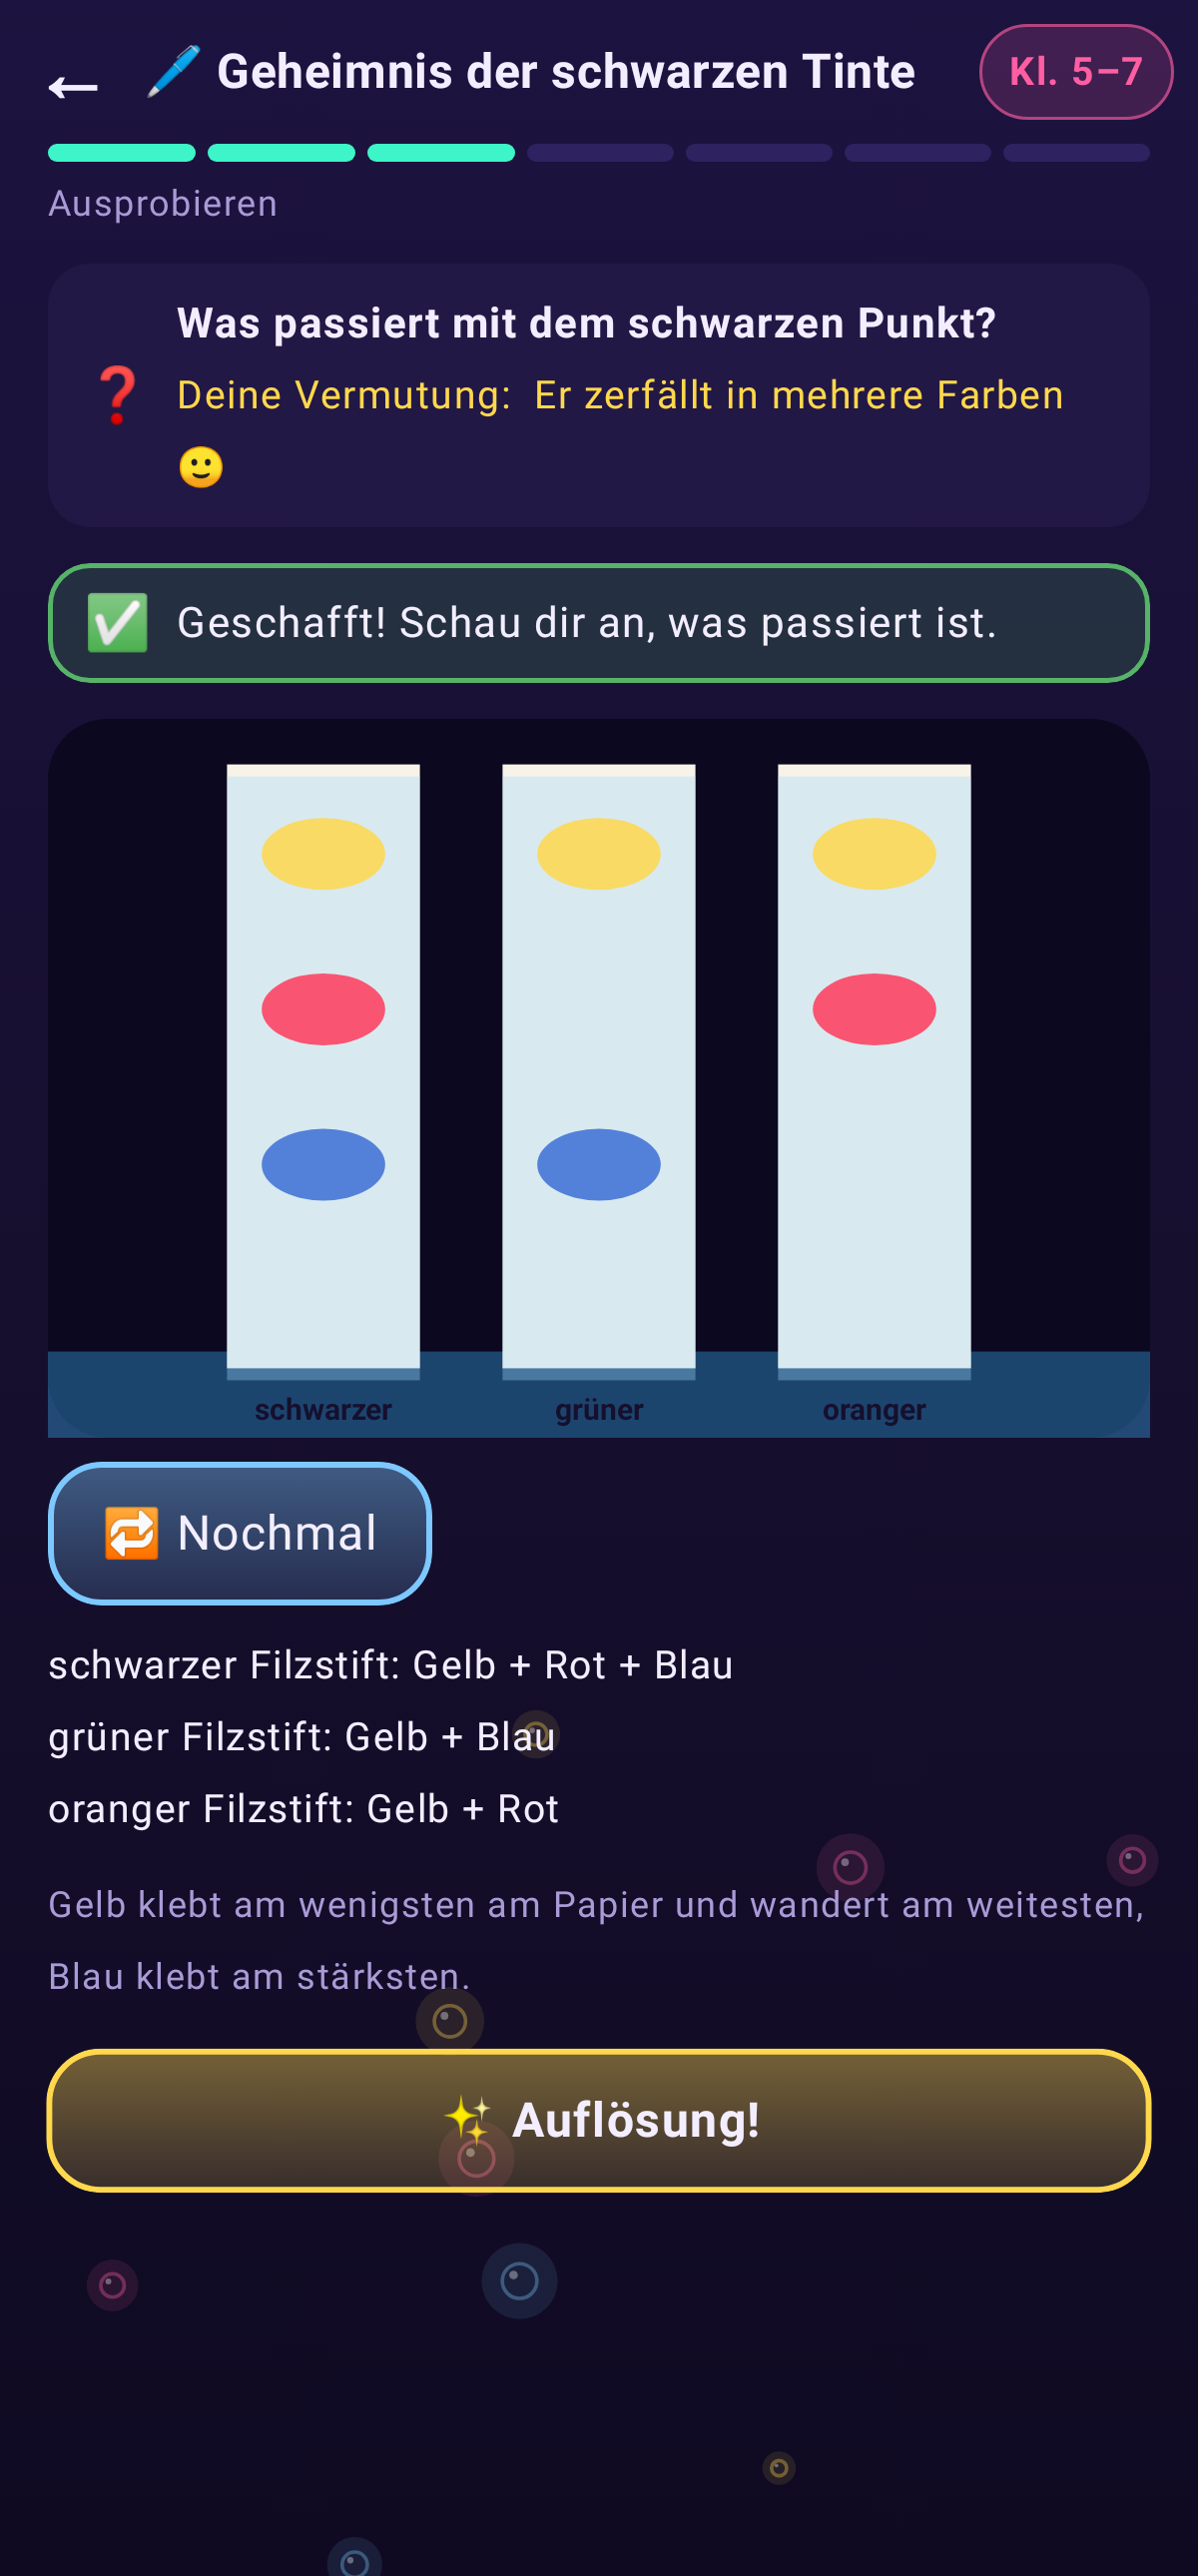 Geheimnis der schwarzen Tinte
Kl. 5–7
Ausprobieren
Was passiert mit dem schwarzen Punkt?
Deine Vermutung: Er zerfällt in mehrere Farben
Geschafft! Schau dir an, was passiert ist.
schwarzer
grüner
oranger
Nochmal
schwarzer Filzstift: Gelb + Rot + Blau
grüner Filzstift: Gelb + Blau
oranger Filzstift: Gelb + Rot
Gelb klebt am wenigsten am Papier und wandert am weitesten,
Blau klebt am stärksten.
Auflösung!